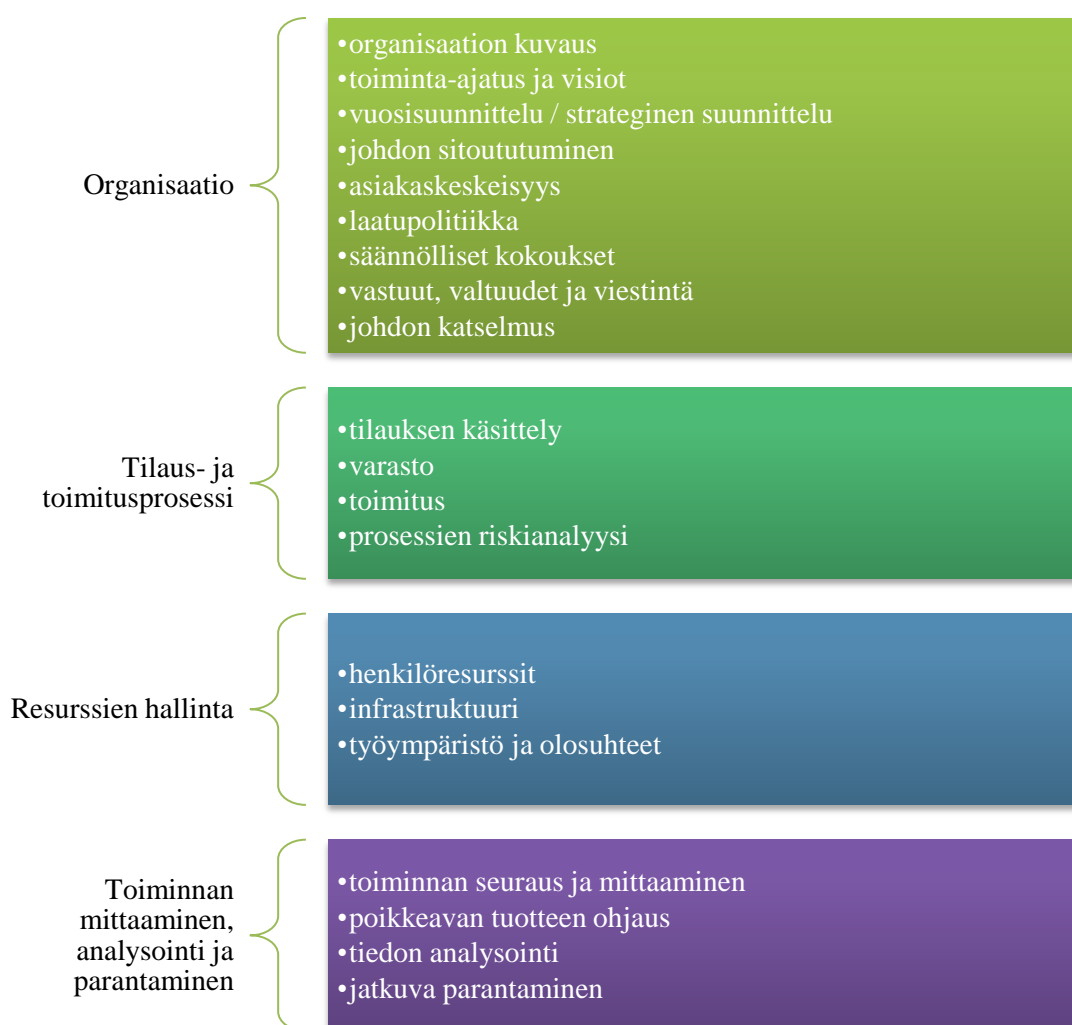 Organisaatio
•organisaation kuvaus
•toiminta-ajatus ja visiot
•vuosisuunnittelu / strateginen suunnittelu
•johdon sitoututuminen
•asiakaskeskeisyys
•laatupolitiikka
•säännölliset kokoukset
•vastuut, valtuudet ja viestintä
•johdon katselmus
Tilaus- ja
toimitusprosessi
•tilauksen käsittely
•varasto
•toimitus
•prosessien riskianalyysi
Resurssien hallinta
•henkilöresurssit
•infrastruktuuri
•työympäristö ja olosuhteet
Toiminnan
mittaaminen,
analysointi ja
parantaminen
•toiminnan seuraus ja mittaaminen
•poikkeavan tuotteen ohjaus
•tiedon analysointi
•jatkuva parantaminen